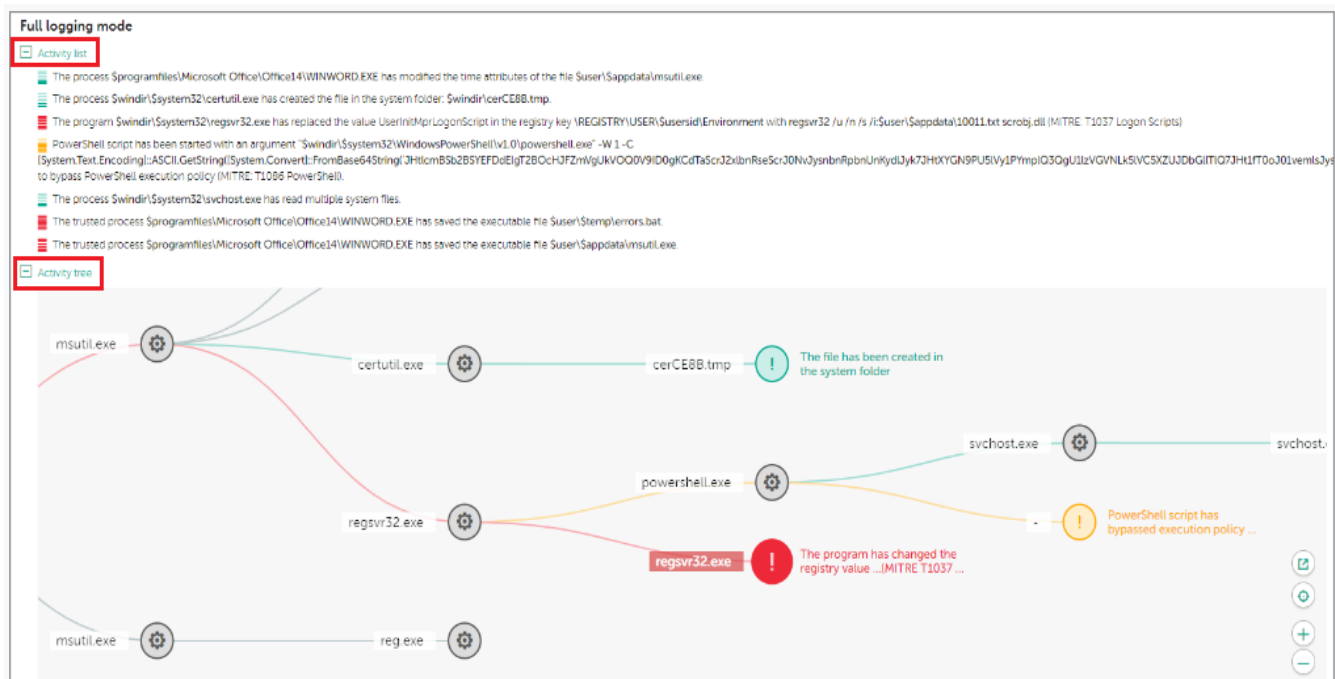 Full logging mode
Activity list
The process $programfiles\Microsoft Office\Office14\WINWORD.EXE has modified the time attributes of the file $user\$appdata\msutil.exe
The process $windir\$system32\certutil.exe has created the file in the system folder: $windir\cerCE8B.tmp.
The program $windir\$system32\regsvr32.exe has replaced the value UserInitMprLogonScript in the registry key \REGISTRY\USER\$usersid\Environment with regsvr32 /u /n /s /i:$user\$appdata\10011.txt scrobj.dll (MITRE: T1037 Logon Scripts)
PowerShell script has been started with an argument "$windir\$system32\WindowsPowerShell\v1.0\powershell.exe" -W 1 -C
to bypass PowerShell execution policy (MITRE: T1086 PowerShell).
The process $windir\$system32\svchost.exe has read multiple system files.
The trusted process $programfiles\Microsoft Office\Office14\WINWORD.EXE has saved the executable file $user\$temp\errors.bat.
The trusted process $programfiles\Microsoft Office\Office14\WINWORD.EXE has saved the executable file $user\$appdata\msutil.exe.
Activity tree
msutil.exe
certutil.exe
cerCE8B.tmp
!
The file has been created in
the system folder
svchost.exe
svchost.
powershell.exe
regsvr32.exe
-
!
PowerShell script has
bypassed execution policy ...
regsvr32.exe
!
The program has changed the
registry value ...(MITRE T1037 ...
msutil.exe
reg.exe